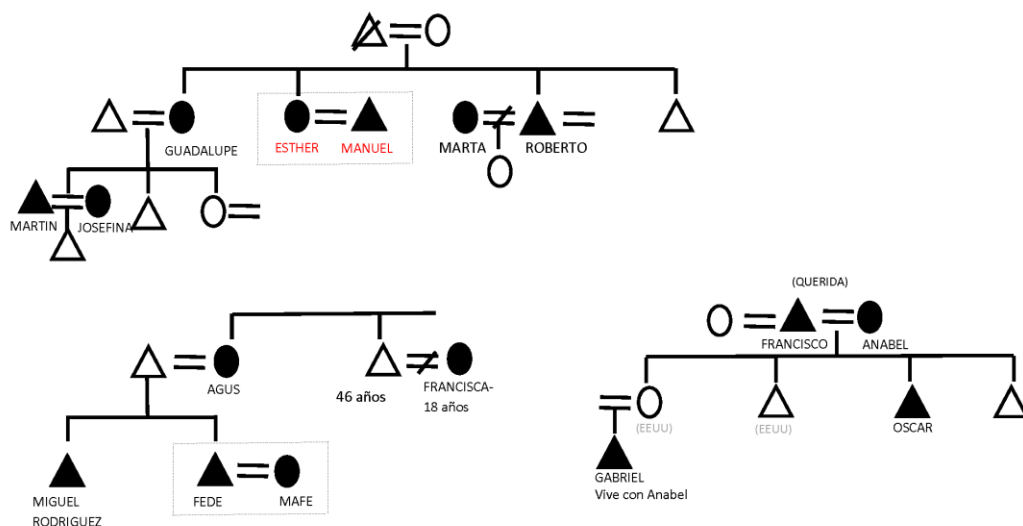 GUADALUPE
ESTHER
MANUEL
MARTA
ROBERTO
MARTIN
JOSEFINA
(QUERIDA)
FRANCISCO
ANABEL
AGUS
46 años
FRANCISCA-
18 años
(EEUU)
(EEUU)
OSCAR
GABRIEL
Vive con Anabel
MIGUEL
RODRIGUEZ
FEDE
MAFE